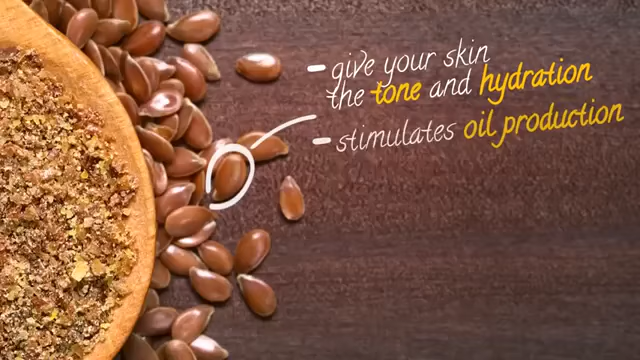 - give your skin
the tone and hydration
- stimulates oil production